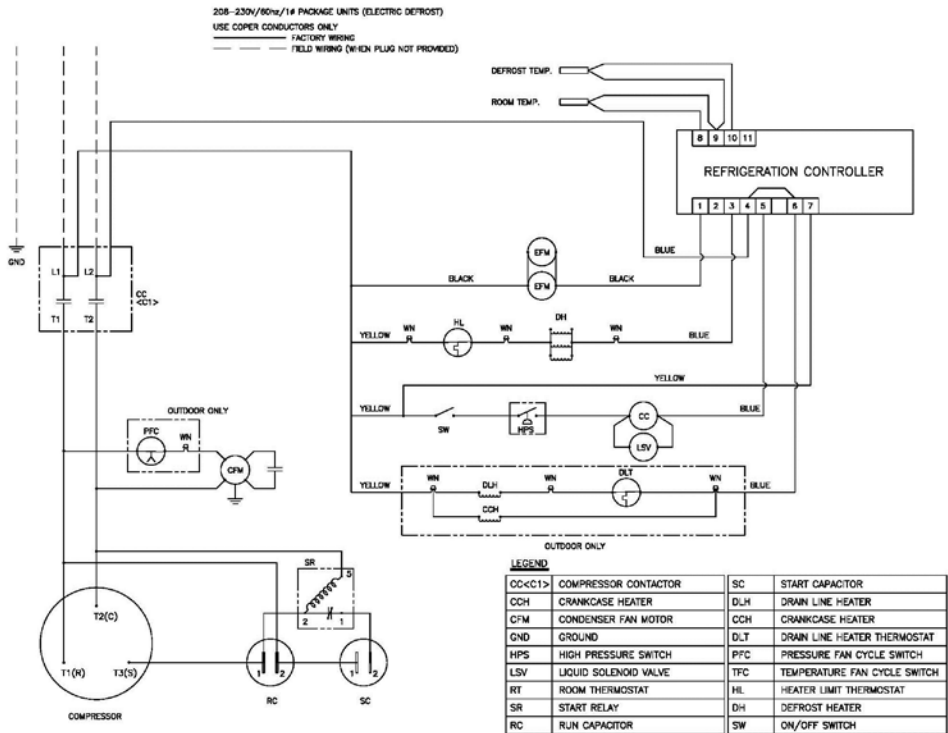 208-230V/60hz/1ø PACKAGE UNITS (ELECTRIC DEFROST)
USE COPER CONDUCTORS ONLY
FACTORY WIRING
FIELD WIRING (WHEN PLUG NOT PROVIDED)
DEFROST TEMP.
ROOM TEMP.
8 9 10 11
REFRIGERATION CONTROLLER
1 2 3 4 5 6 7
GND
L1 L2
CC
<C1>
T1 T2
BLUE
EFM
EFM
BLACK BLACK
YELLOW WN HL WN DH WN BLUE
YELLOW
YELLOW SW HPS CC BLUE
LSV
OUTDOOR ONLY
PFC WN
CFM
YELLOW WN DLH WN DLT WN BLUE
CCH
OUTDOOR ONLY
SR
5
2 1
T2(C)
T1(R) T3(S)
COMPRESSOR
1 2
RC
1 2
SC
LEGEND
CC<C1> COMPRESSOR CONTACTOR SC START CAPACITOR
CCH CRANKCASE HEATER DLH DRAIN LINE HEATER
CFM CONDENSER FAN MOTOR CCH CRANKCASE HEATER
GND GROUND DLT DRAIN LINE HEATER THERMOSTAT
HPS HIGH PRESSURE SWITCH PFC PRESSURE FAN CYCLE SWITCH
LSV LIQUID SOLENOID VALVE TFC TEMPERATURE FAN CYCLE SWITCH
RT ROOM THERMOSTAT HL HEATER LIMIT THERMOSTAT
SR START RELAY DH DEFROST HEATER
RC RUN CAPACITOR SW ON/OFF SWITCH